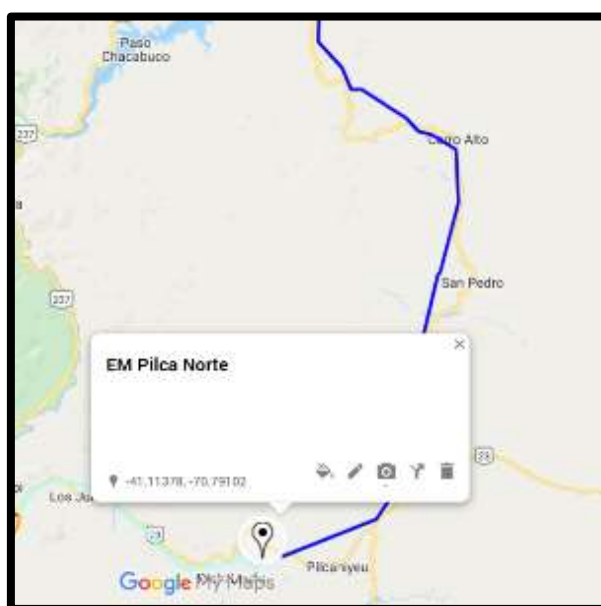 Paso
Chacabuco
237
Cerro Alto
237
San Pedro
EM Pilca Norte
-41,11378, -70,79102
23
Los Ju
23
Pilcaniyeu
Google My Maps